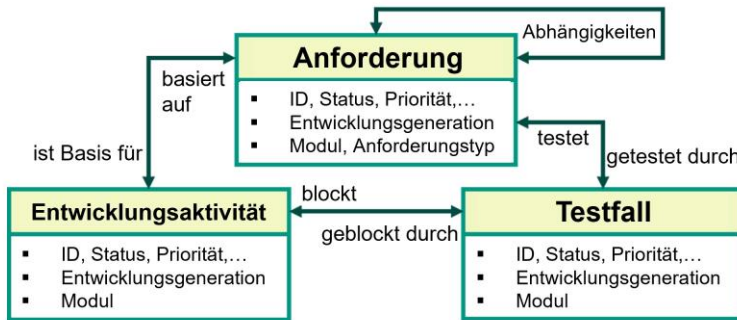 Abhängigkeiten
Anforderung
▪ ID, Status, Priorität,…
▪ Entwicklungsgeneration
▪ Modul, Anforderungstyp
basiert
auf
ist Basis für
testet
getestet durch
Entwicklungsaktivität
▪ ID, Status, Priorität,…
▪ Entwicklungsgeneration
▪ Modul
blockt
geblockt durch
Testfall
▪ ID, Status, Priorität,…
▪ Entwicklungsgeneration
▪ Modul